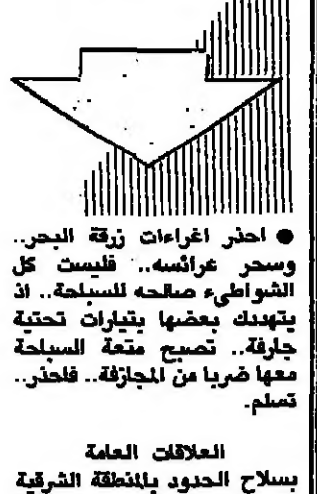 ● احذر اغراءات زرقة البحر..
وسحر عرائسه.. فليست كل
الشواطىء صالحه للسباحة.. اذ
يتهددك بعضها بتيارات تحتية
جارفة.. تصبح متعة السباحة
معها ضربا من المجازفة.. فاحذر..
تسلم.
العلاقات العامة
بسلاح الحدود بالمنطقة الشرقية